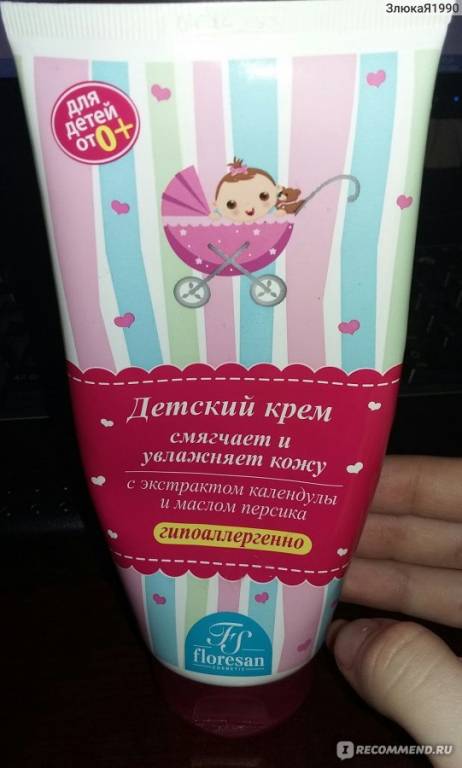 ЗлюкаЯ1990
для
детей
от 0+
Детский крем
смягчает и
увлажняет кожу
с экстрактом календулы
и маслом персика
гипоаллергенно
FS
floresan
COSMETIC
IRECOMMEND.RU